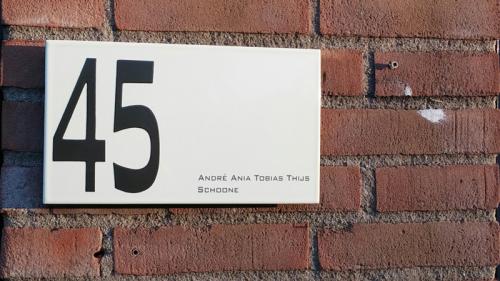 45
ANDRÉ ANIA TOBIAS THIJS
SCHOONE